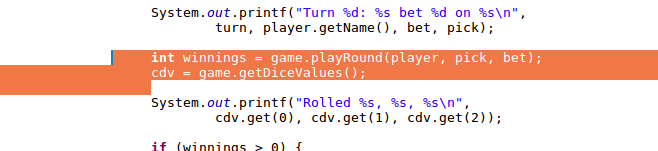 System.out.printf("Turn %d: %s bet %d on %s\n",
turn, player.getName(), bet, pick);
int winnings = game.playRound(player, pick, bet);
cdv = game.getDiceValues();
System.out.printf("Rolled %s, %s, %s\n",
cdv.get(0), cdv.get(1), cdv.get(2));
if (winnings > 0) {